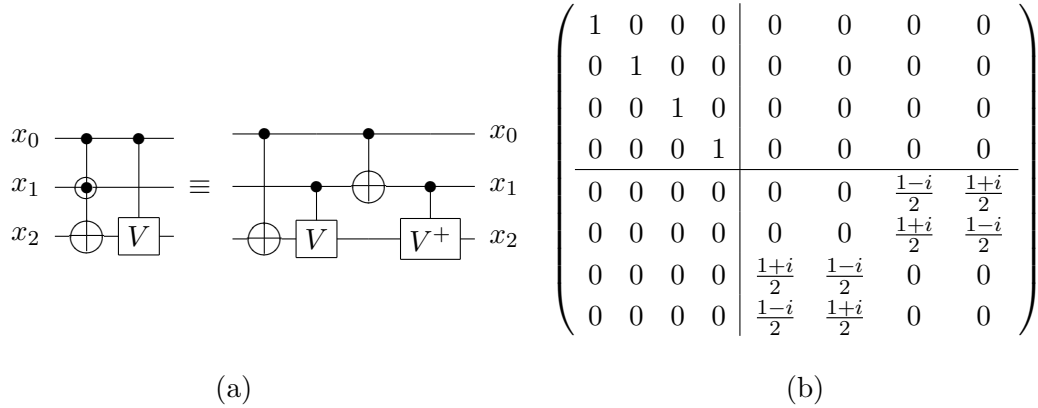 x₀ x₀
x₁ ≡ x₁
x₂ V V V⁺ x₂
(a)
1 0 0 0 0 0 0 0
0 1 0 0 0 0 0 0
0 0 1 0 0 0 0 0
0 0 0 1 0 0 0 0
0 0 0 0 0 0 (1−i)/2 (1+i)/2
0 0 0 0 0 0 (1+i)/2 (1−i)/2
0 0 0 0 (1+i)/2 (1−i)/2 0 0
0 0 0 0 (1−i)/2 (1+i)/2 0 0
(b)